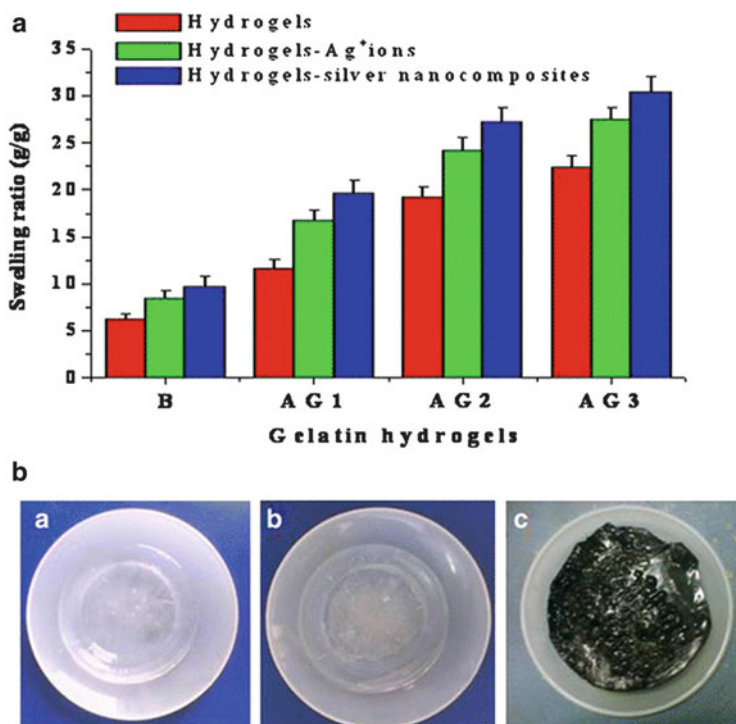 a
Hydrogels
Hydrogels-Ag⁺ions
Hydrogels-silver nanocomposites
35
30
25
20
15
10
5
0
Swelling ratio (g/g)
B AG1 AG2 AG3
Gelatin hydrogels
b
a b c